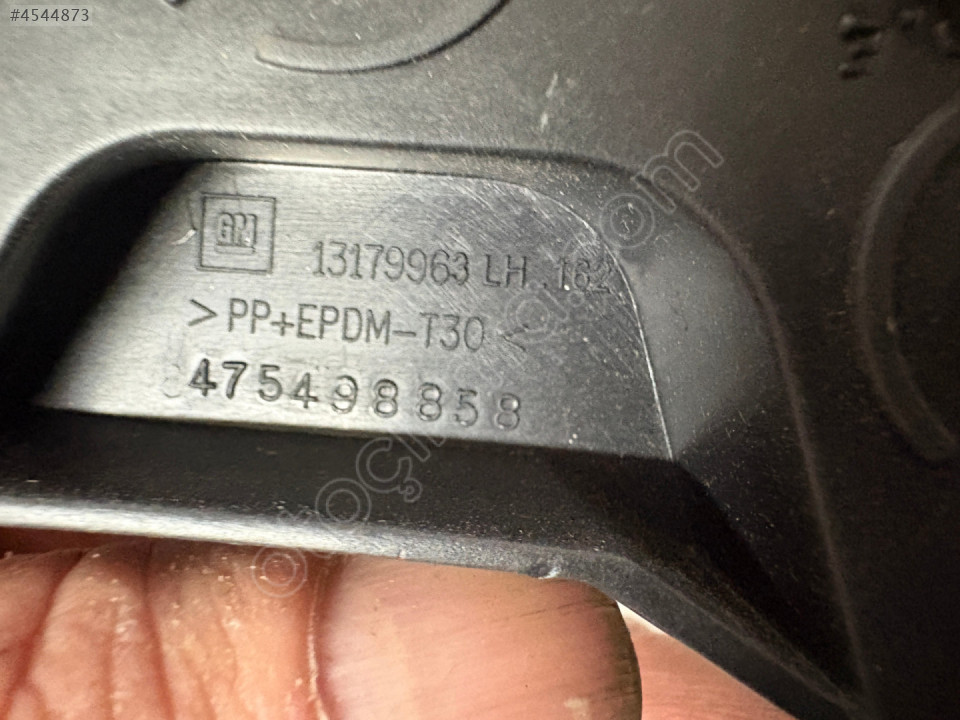 #4544873
GM
13179963 LH .162
>PP+EPDM-T30<
475498858